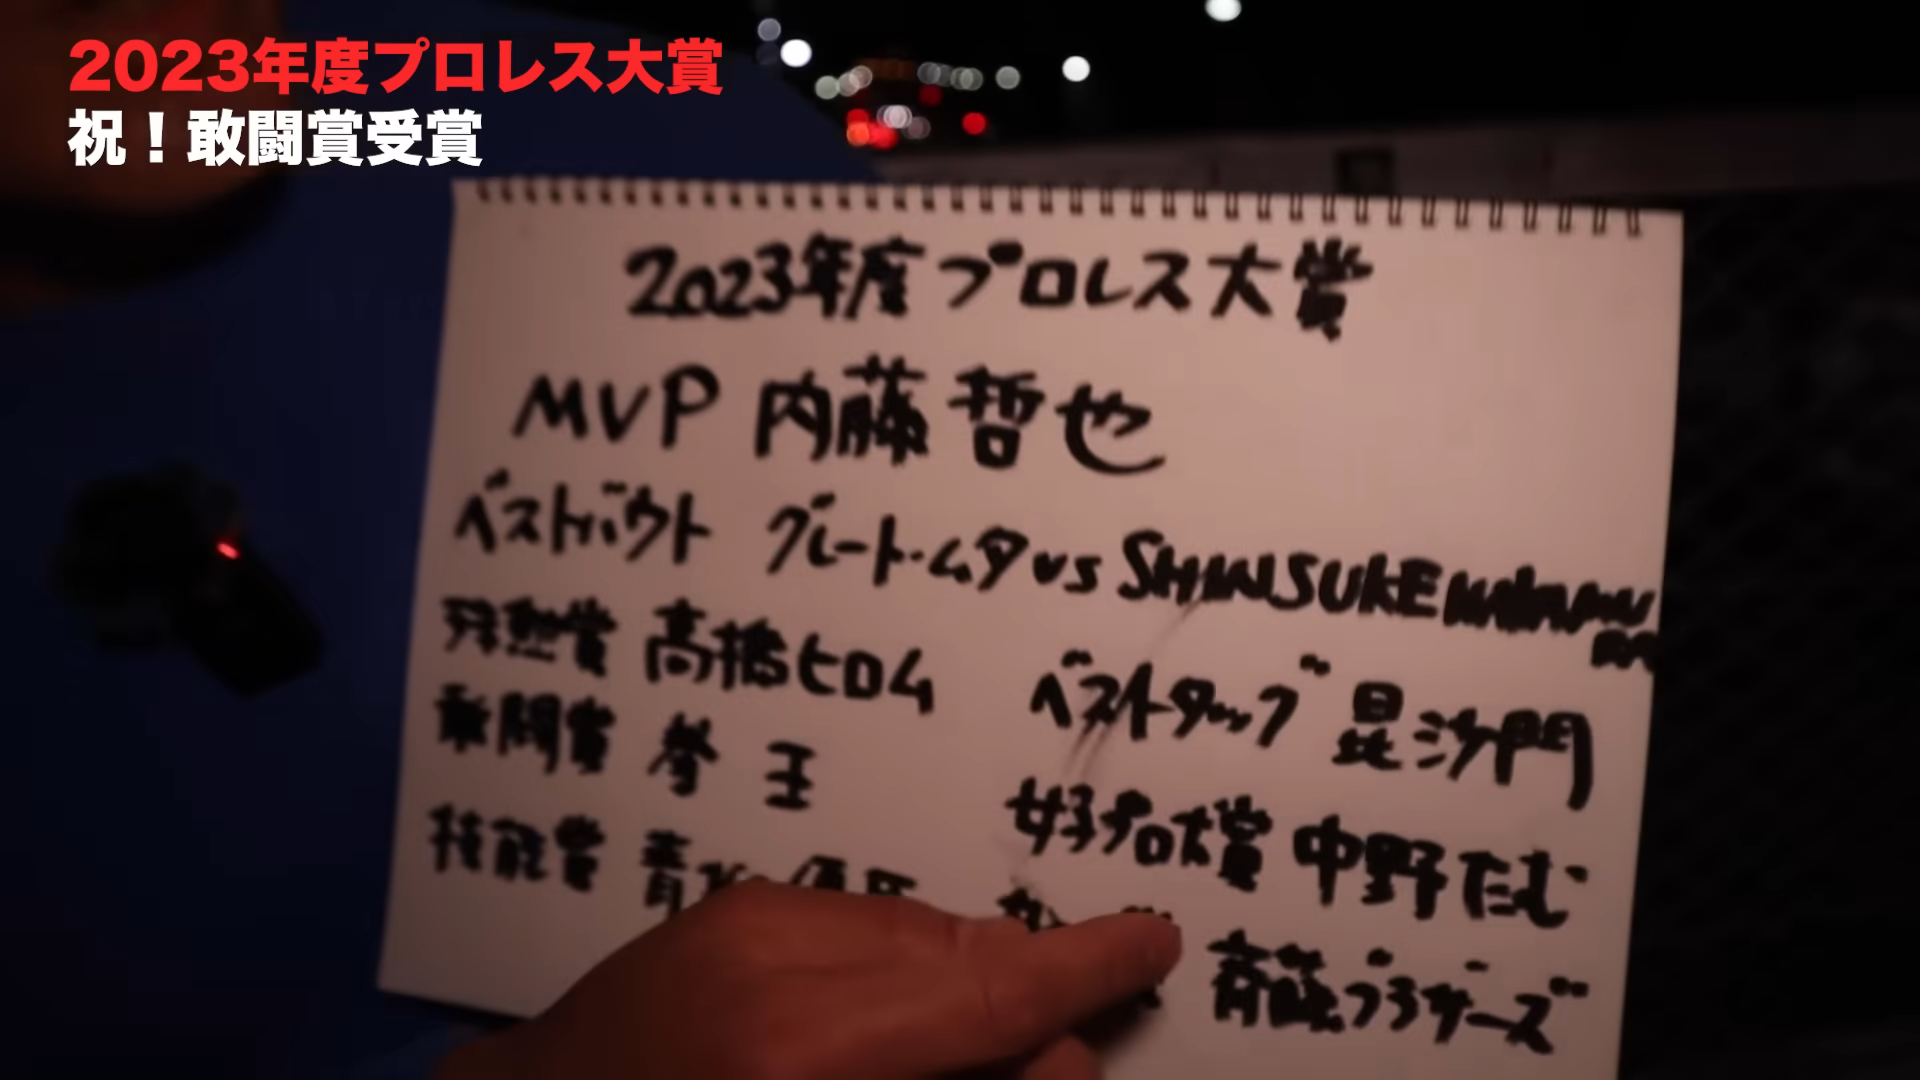 2023年度プロレス大賞
祝！敢闘賞受賞
2023年度プロレス大賞
MVP 内藤哲也
ベストバウト グレート・ムタ vs SHINSUKE
殊勲賞 高橋ヒロム
敢闘賞 拳王
技能賞 青
ベストタッグ 毘沙門
女子プロ大賞 中野たむ
斉藤ブラザーズ